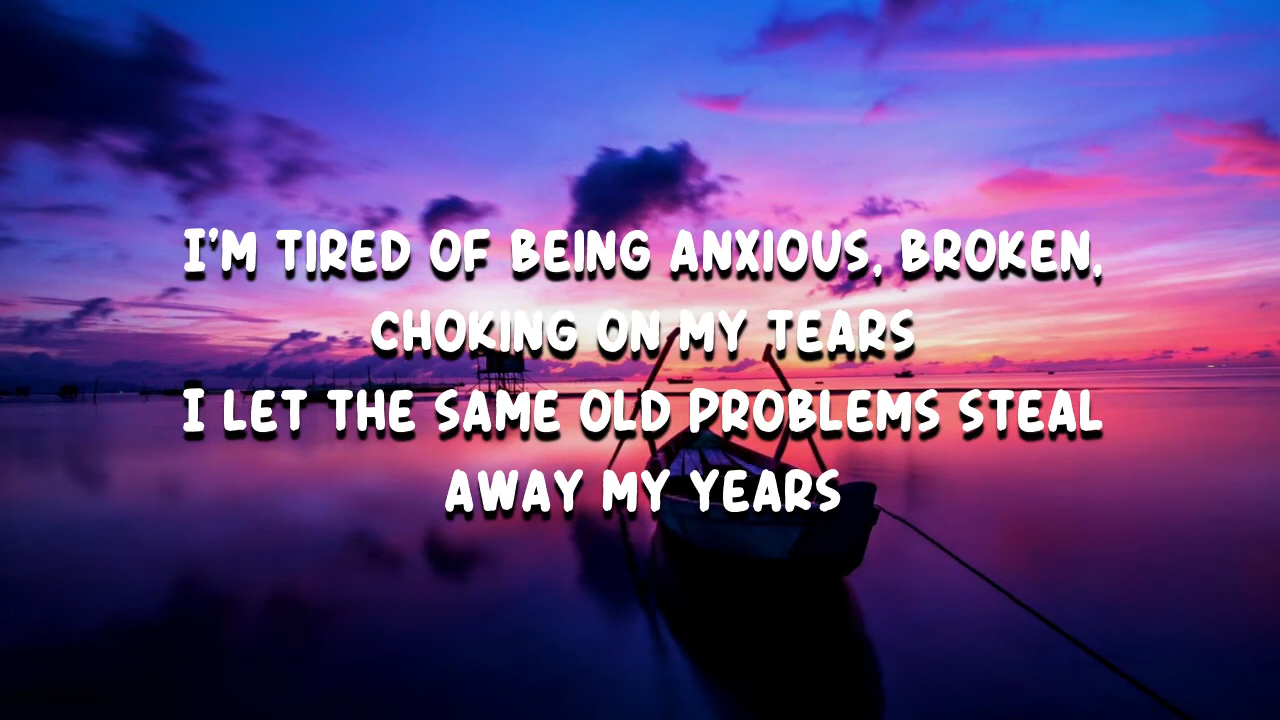 I'M TIRED OF BEING ANXIOUS, BROKEN,
CHOKING ON MY TEARS
I LET THE SAME OLD PROBLEMS STEAL
AWAY MY YEARS